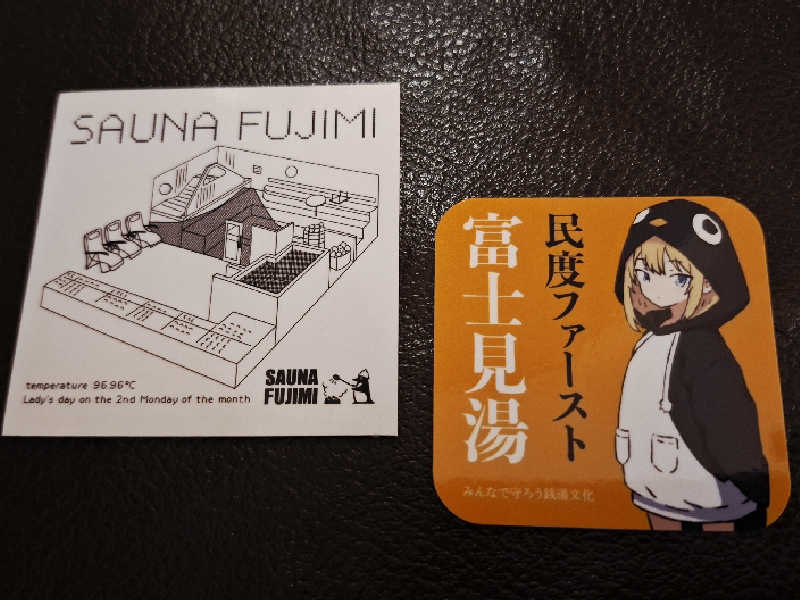 SAUNA FUJIMI
temperature 96.96℃
Lady's day on the 2nd Monday of the month
SAUNA
FUJIMI
民度ファースト
富士見湯
みんなで守ろう銭湯文化